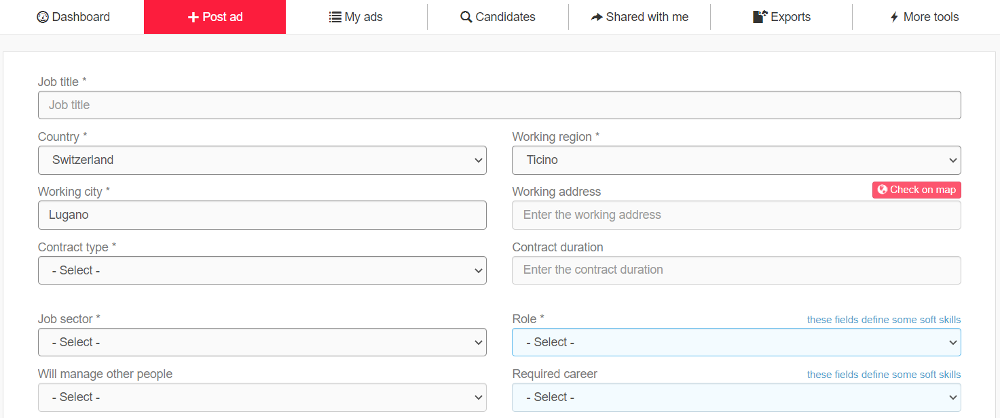 Dashboard Post ad My ads Candidates Shared with me Exports More tools
Job title *
Job title
Country * Working region *
Switzerland Ticino
Working city * Working address Check on map
Lugano Enter the working address
Contract type * Contract duration
- Select - Enter the contract duration
Job sector * Role * these fields define some soft skills
- Select - - Select -
Will manage other people Required career these fields define some soft skills
- Select - - Select -